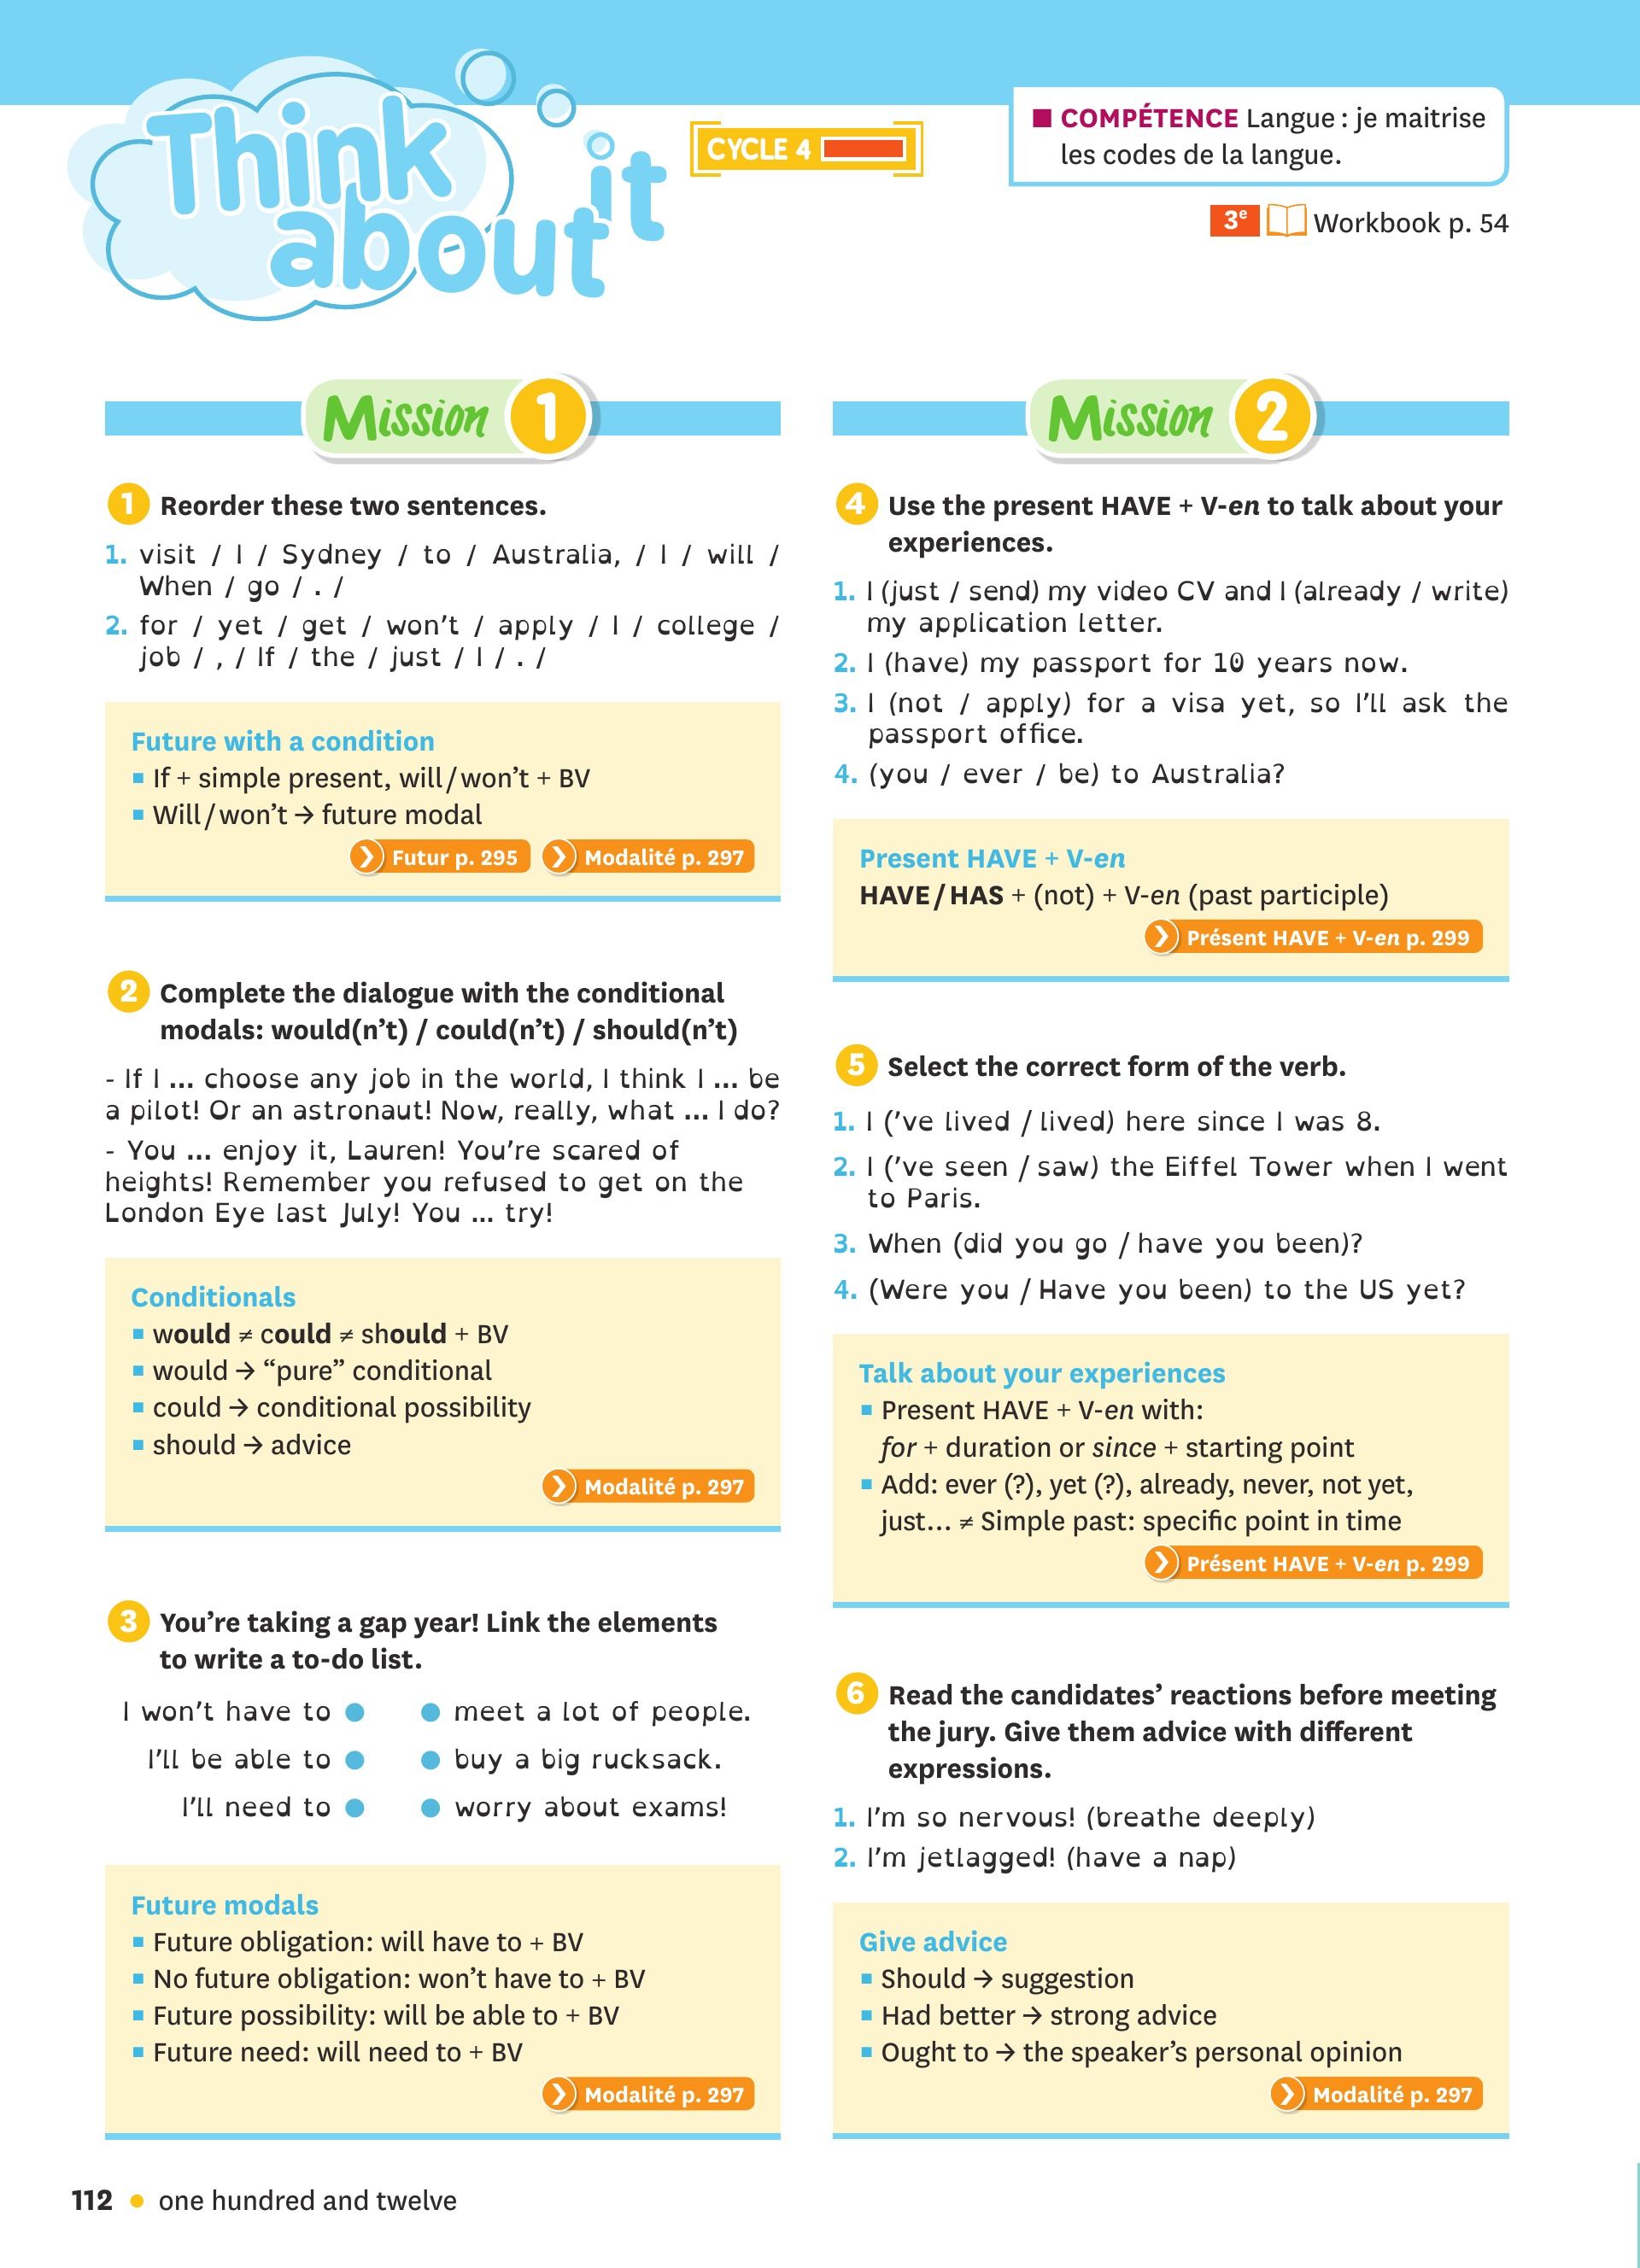 Think
about it
CYCLE 4
■ COMPÉTENCE Langue : je maitrise
les codes de la langue.
3e Workbook p. 54
Mission 1
1 Reorder these two sentences.
1. visit / I / Sydney / to / Australia, / I / will /
When / go / . /
2. for / yet / get / won't / apply / I / college /
job / , / If / the / just / I / . /
Future with a condition
▪ If + simple present, will / won't + BV
▪ Will / won't → future modal
Futur p. 295 Modalité p. 297
2 Complete the dialogue with the conditional
modals: would(n't) / could(n't) / should(n't)
- If I ... choose any job in the world, I think I ... be
a pilot! Or an astronaut! Now, really, what ... I do?
- You ... enjoy it, Lauren! You're scared of
heights! Remember you refused to get on the
London Eye last July! You ... try!
Conditionals
▪ would ≠ could ≠ should + BV
▪ would → “pure” conditional
▪ could → conditional possibility
▪ should → advice
Modalité p. 297
3 You're taking a gap year! Link the elements
to write a to-do list.
I won't have to ● ● meet a lot of people.
I'll be able to ● ● buy a big rucksack.
I'll need to ● ● worry about exams!
Future modals
▪ Future obligation: will have to + BV
▪ No future obligation: won't have to + BV
▪ Future possibility: will be able to + BV
▪ Future need: will need to + BV
Modalité p. 297
Mission 2
4 Use the present HAVE + V-en to talk about your
experiences.
1. I (just / send) my video CV and I (already / write)
my application letter.
2. I (have) my passport for 10 years now.
3. I (not / apply) for a visa yet, so I'll ask the
passport office.
4. (you / ever / be) to Australia?
Present HAVE + V-en
HAVE / HAS + (not) + V-en (past participle)
Présent HAVE + V-en p. 299
5 Select the correct form of the verb.
1. I ('ve lived / lived) here since I was 8.
2. I ('ve seen / saw) the Eiffel Tower when I went
to Paris.
3. When (did you go / have you been)?
4. (Were you / Have you been) to the US yet?
Talk about your experiences
▪ Present HAVE + V-en with:
for + duration or since + starting point
▪ Add: ever (?), yet (?), already, never, not yet,
just... ≠ Simple past: specific point in time
Présent HAVE + V-en p. 299
6 Read the candidates' reactions before meeting
the jury. Give them advice with different
expressions.
1. I'm so nervous! (breathe deeply)
2. I'm jetlagged! (have a nap)
Give advice
▪ Should → suggestion
▪ Had better → strong advice
▪ Ought to → the speaker's personal opinion
Modalité p. 297
112 • one hundred and twelve